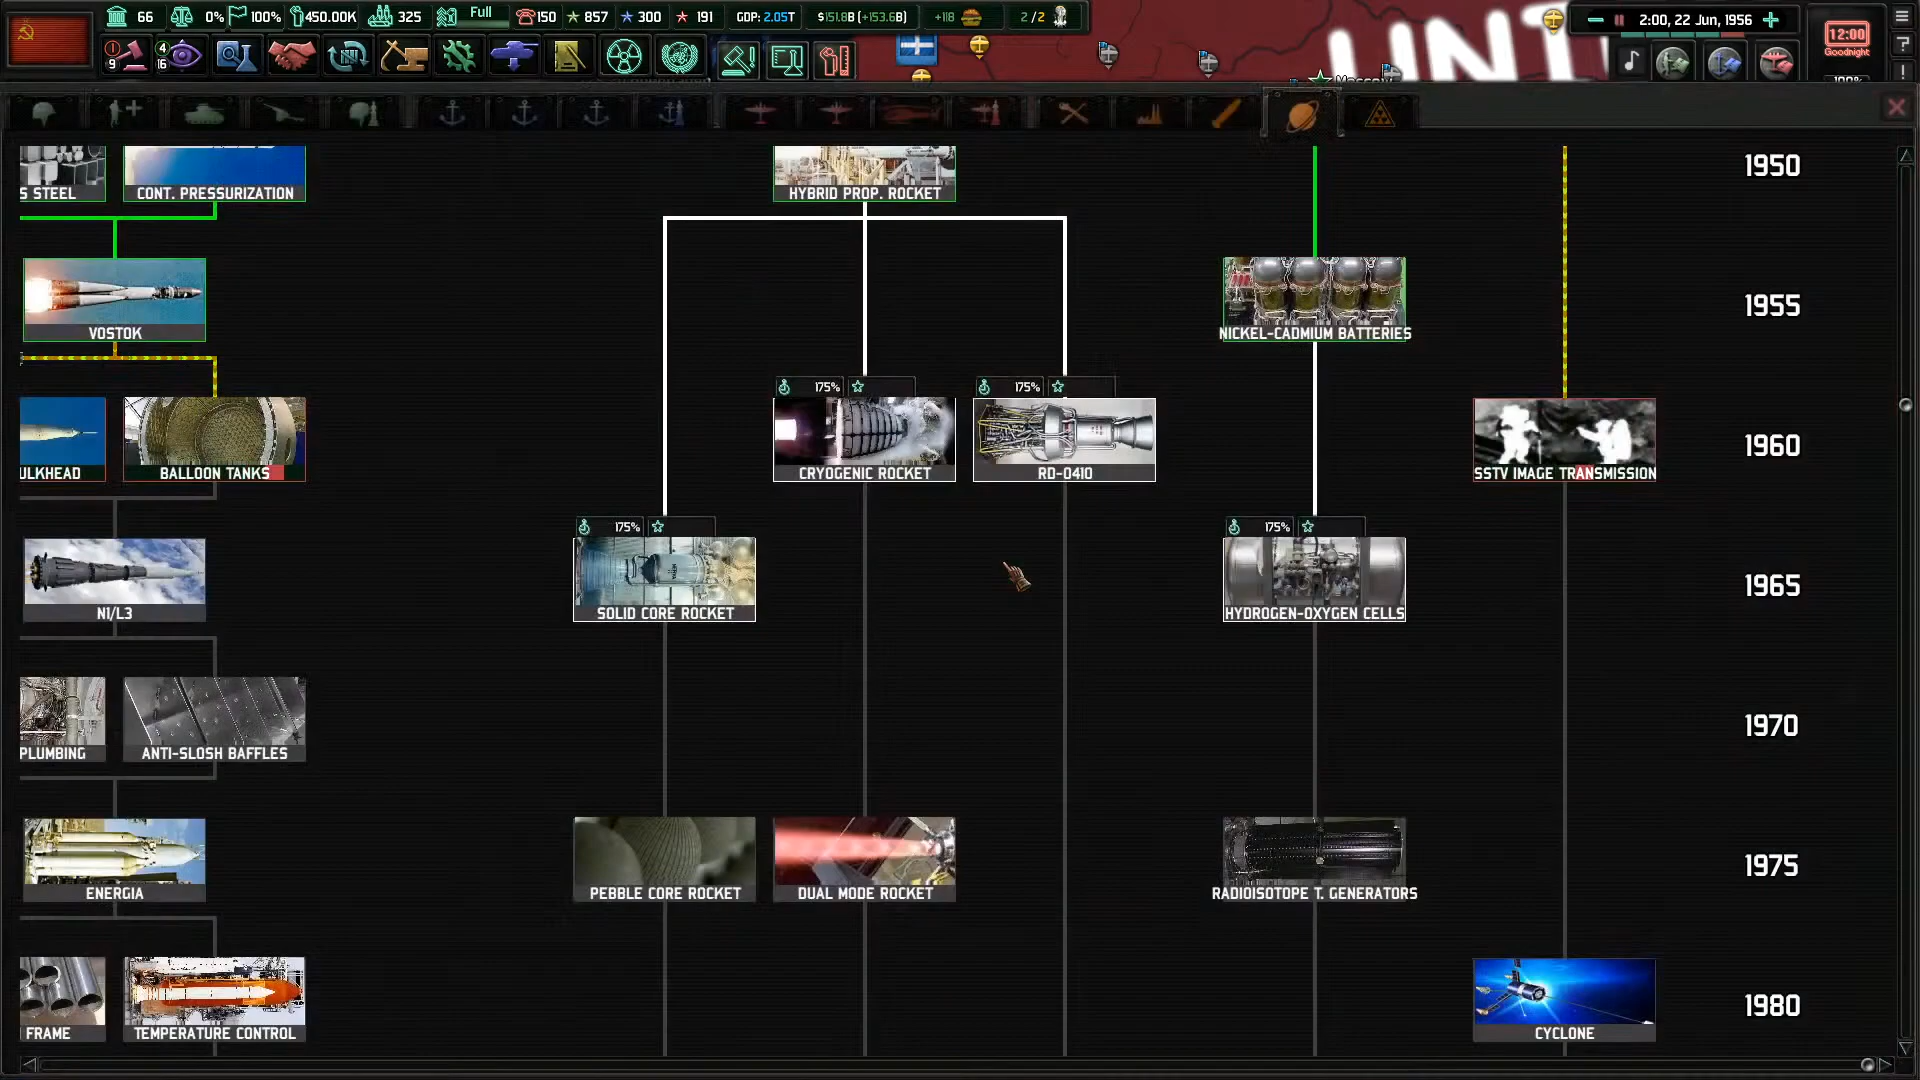 66
0%
100%
450.00K
325
Full
150
857
300
191
GDP: 2.05T
$151.8B (+153.6B)
+118
2 / 2
2:00, 22 Jun, 1956
12:00
Goodnight
1
9
4
16
UNI
S STEEL
CONT. PRESSURIZATION
HYBRID PROP. ROCKET
1950
VOSTOK
NICKEL-CADMIUM BATTERIES
1955
175%
175%
ULKHEAD
BALLOON TANKS
CRYOGENIC ROCKET
RD-0410
SSTV IMAGE TRANSMISSION
1960
175%
175%
N1/L3
SOLID CORE ROCKET
HYDROGEN-OXYGEN CELLS
1965
PLUMBING
ANTI-SLOSH BAFFLES
1970
ENERGIA
PEBBLE CORE ROCKET
DUAL MODE ROCKET
RADIOISOTOPE T. GENERATORS
1975
FRAME
TEMPERATURE CONTROL
CYCLONE
1980